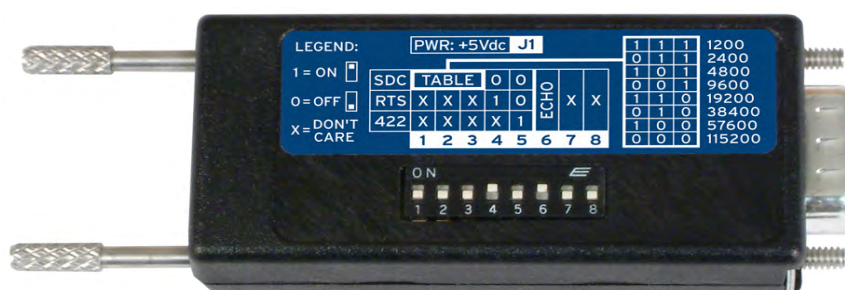 LEGEND:
1 = ON
0 = OFF
X = DON'T CARE
PWR: +5Vdc J1
SDC TABLE 0 0
RTS X X X 1 0
422 X X X X 1
ECHO X X
1 2 3 4 5 6 7 8
1 1 1 1200
0 1 1 2400
1 0 1 4800
0 0 1 9600
1 1 0 19200
0 1 0 38400
1 0 0 57600
0 0 0 115200
ON
1 2 3 4 5 6 7 8